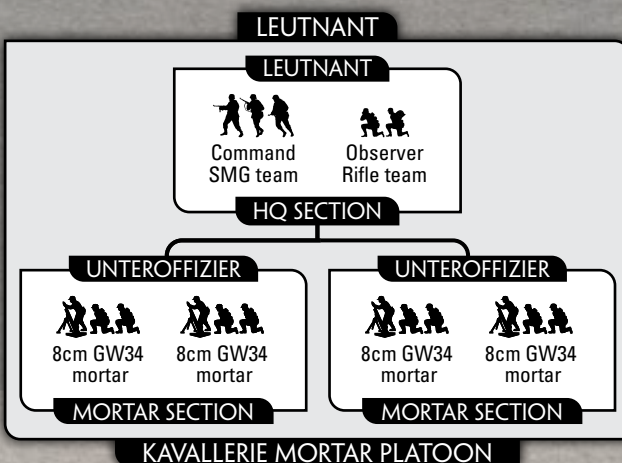 LEUTNANT
LEUTNANT
Command
SMG team
Observer
Rifle team
HQ SECTION
UNTEROFFIZIER
8cm GW34
mortar
8cm GW34
mortar
MORTAR SECTION
UNTEROFFIZIER
8cm GW34
mortar
8cm GW34
mortar
MORTAR SECTION
KAVALLERIE MORTAR PLATOON